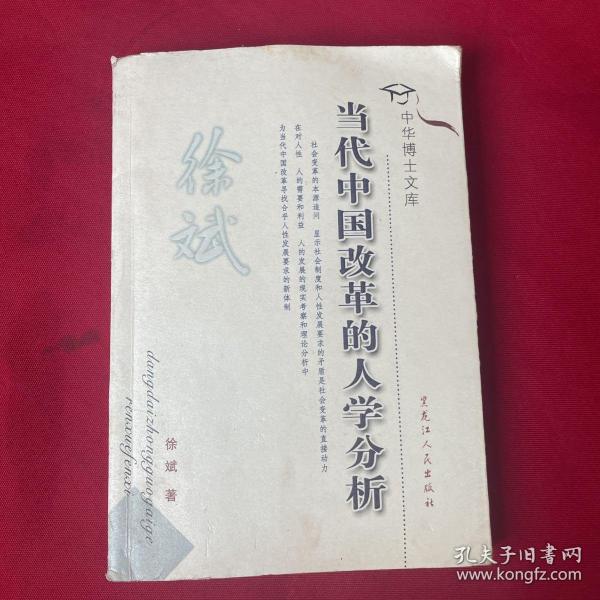 中华博士文库
当代中国改革的人学分析
黑龙江人民出版社
社会变革的本源追问 显示社会制度和人性发展要求的矛盾是社会变革的直接动力
在对人性 人的需要和利益 人的发展的现实考察和理论分析中
为当代中国改革寻找合乎人性发展要求的新体制
徐斌
徐斌 著
dangdaizhongguogaige
renxuefenxi
孔夫子旧书网
www.kongfz.com